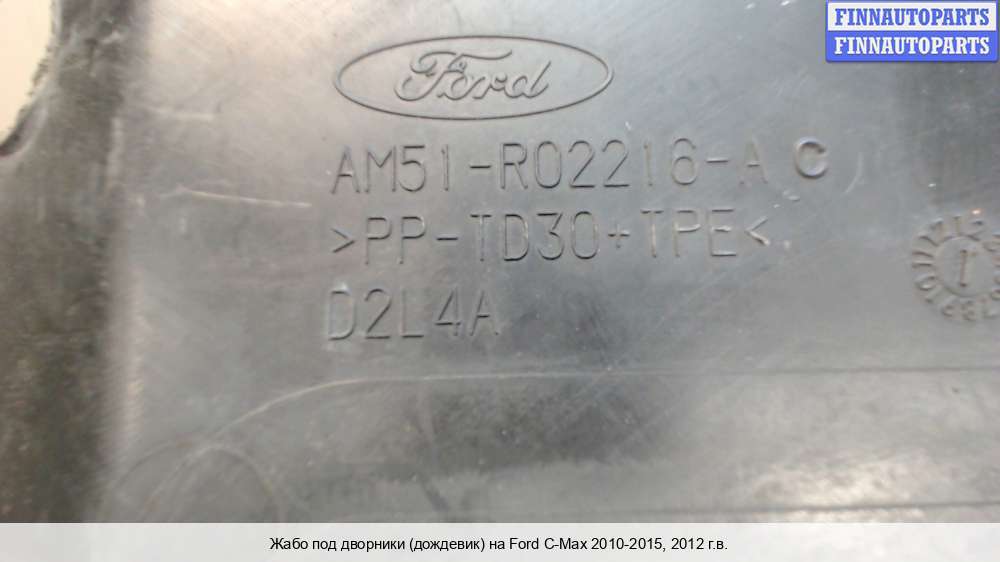 FINNAUTOPARTS
FINNAUTOPARTS
Ford
AM51-R02216-AC
>PP-TD30+TPE<
D2L4A
Жабо под дворники (дождевик) на Ford C-Max 2010-2015, 2012 г.в.